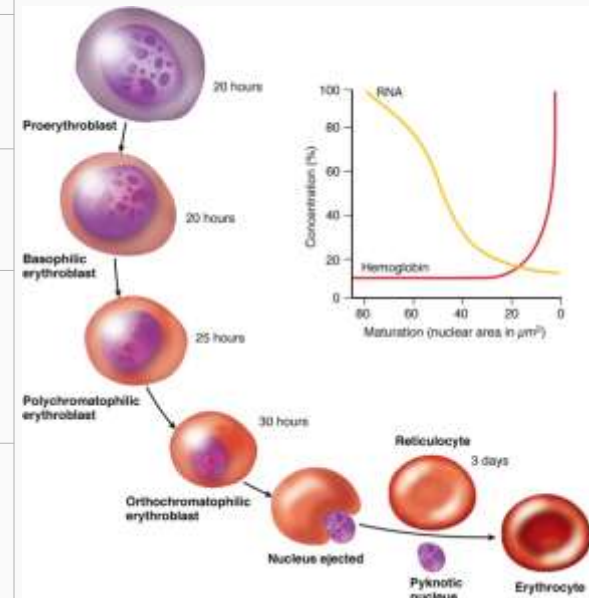 20 hours
Proerythroblast
20 hours
Basophilic
erythroblast
25 hours
Polychromatophilic
erythroblast
30 hours
Orthochromatophilic
erythroblast
Nucleus ejected
Reticulocyte
3 days
Pyknotic
nucleus
Erythrocyte
100
80
60
40
20
0
Concentration (%)
RNA
Hemoglobin
80 60 40 20 0
Maturation (nuclear area in μm²)